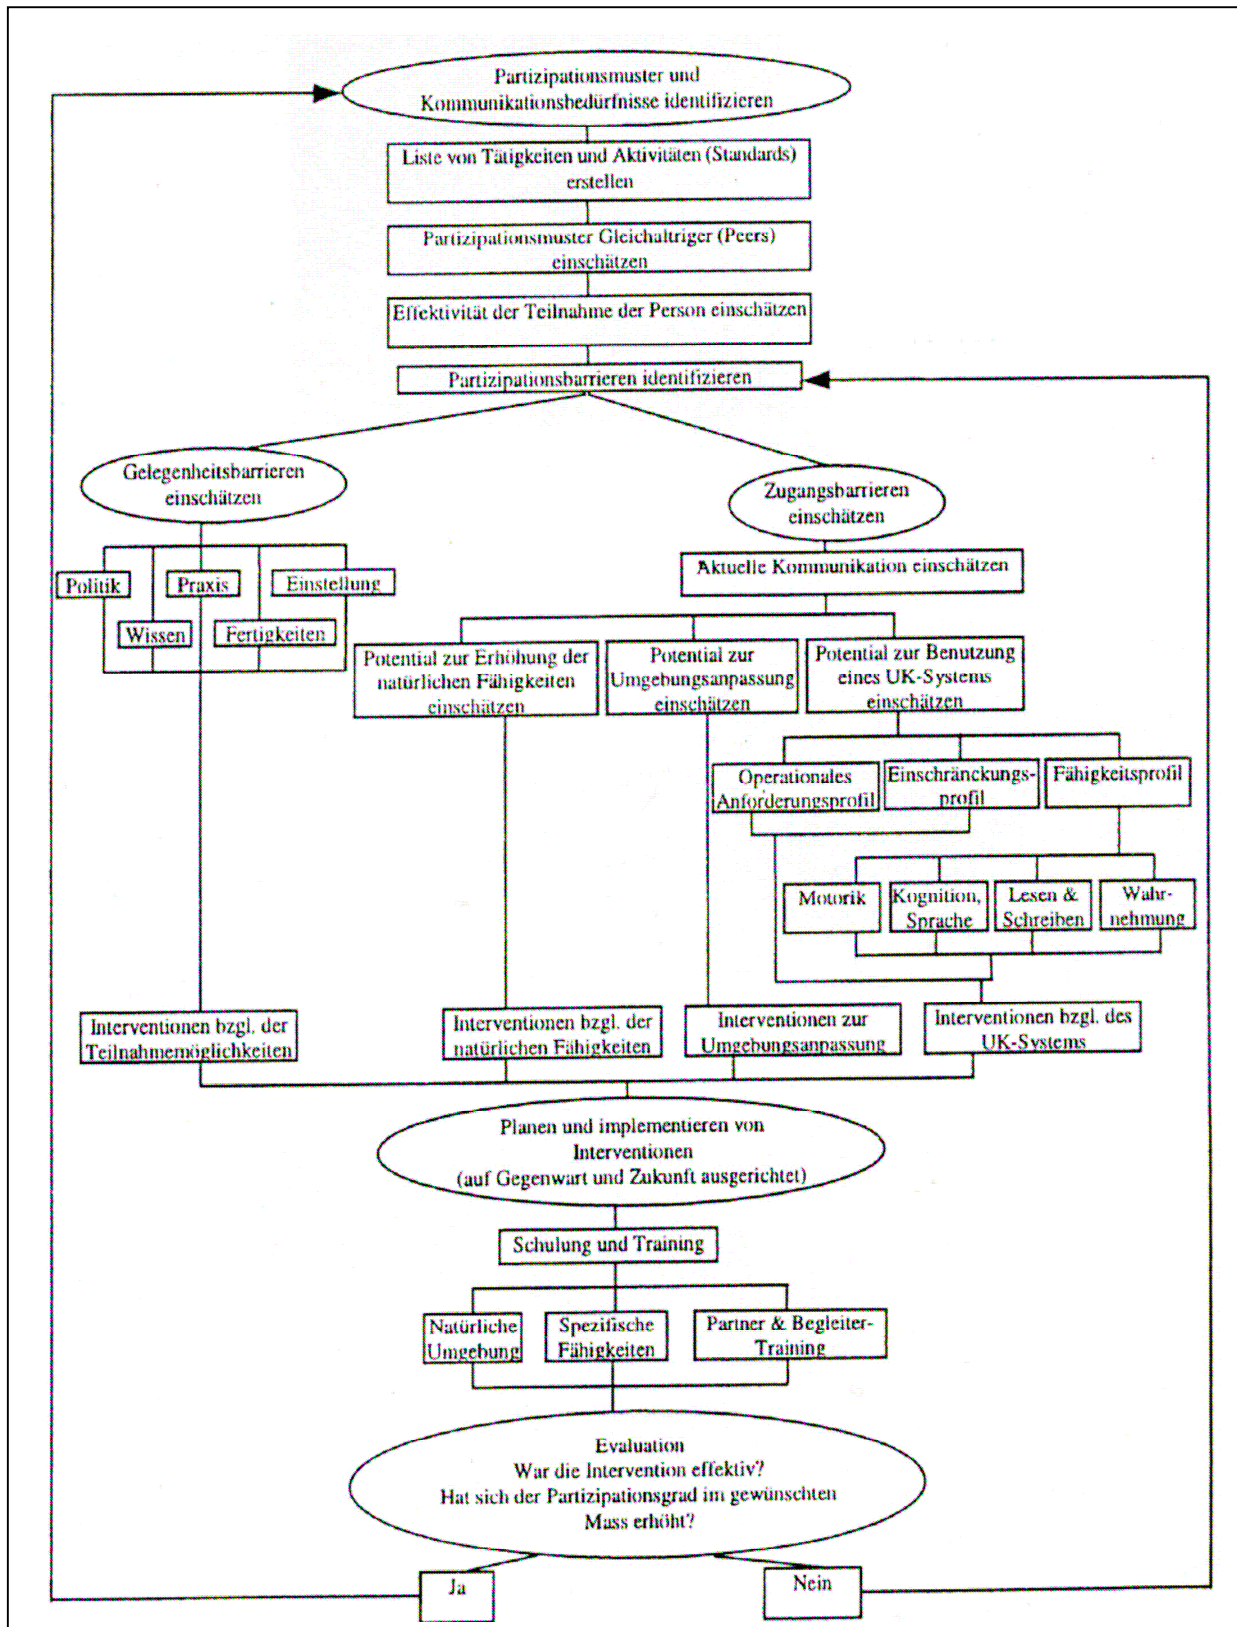 Partizipationsmuster und
Kommunikationsbedürfnisse identifizieren
Liste von Tätigkeiten und Aktivitäten (Standards)
erstellen
Partizipationsmuster Gleichaltriger (Peers)
einschätzen
Effektivität der Teilnahme der Person einschätzen
Partizipationsbarrieren identifizieren
Gelegenheitsbarrieren
einschätzen
Zugangsbarrieren
einschätzen
Politik
Praxis
Einstellung
Wissen
Fertigkeiten
Aktuelle Kommunikation einschätzen
Potential zur Erhöhung der
natürlichen Fähigkeiten
einschätzen
Potential zur
Umgebungsanpassung
einschätzen
Potential zur Benutzung
eines UK-Systems
einschätzen
Operationales
Anforderungsprofil
Einschränckungs-
profil
Fähigkeitsprofil
Motorik
Kognition,
Sprache
Lesen &
Schreiben
Wahr-
nehmung
Interventionen bzgl. der
Teilnahmemöglichkeiten
Interventionen bzgl. der
natürlichen Fähigkeiten
Interventionen zur
Umgebungsanpassung
Interventionen bzgl. des
UK-Systems
Planen und implementieren von
Interventionen
(auf Gegenwart und Zukunft ausgerichtet)
Schulung und Training
Natürliche
Umgebung
Spezifische
Fähigkeiten
Partner & Begleiter-
Training
Evaluation
War die Intervention effektiv?
Hat sich der Partizipationsgrad im gewünschten
Mass erhöht?
Ja
Nein